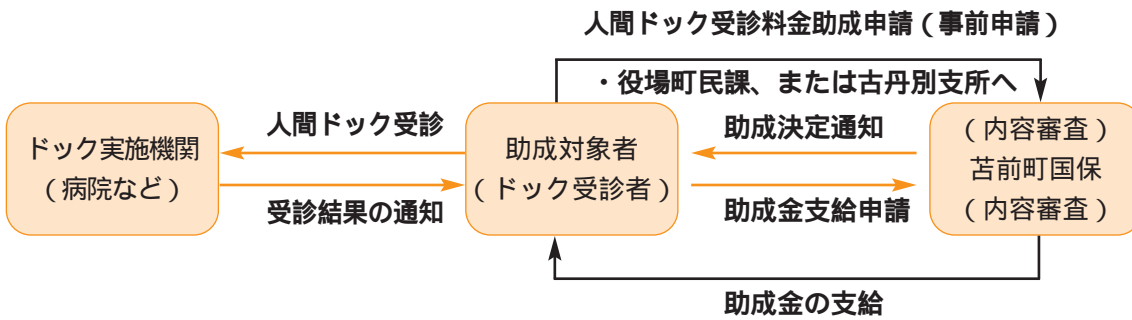 人間ドック受診料金助成申請(事前申請)
・役場町民課、または古丹別支所へ
人間ドック受診
助成決定通知
ドック実施機関
(病院など)
助成対象者
(ドック受診者)
(内容審査)
苫前町国保
(内容審査)
受診結果の通知
助成金支給申請
助成金の支給